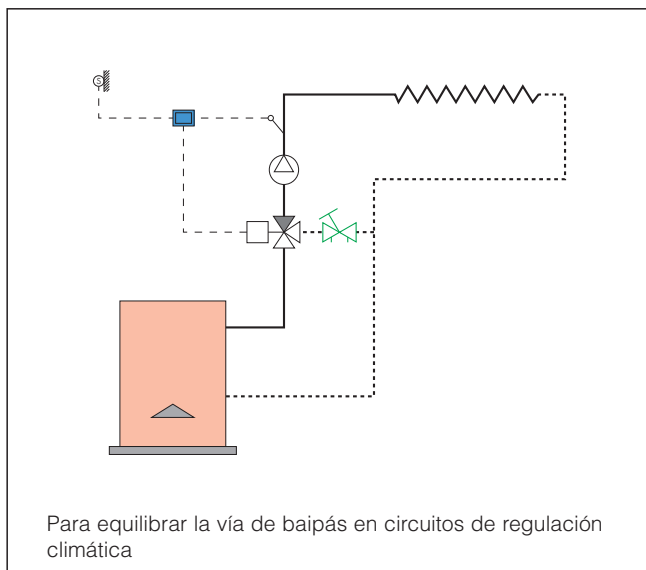 S
Para equilibrar la vía de baipás en circuitos de regulación
climática